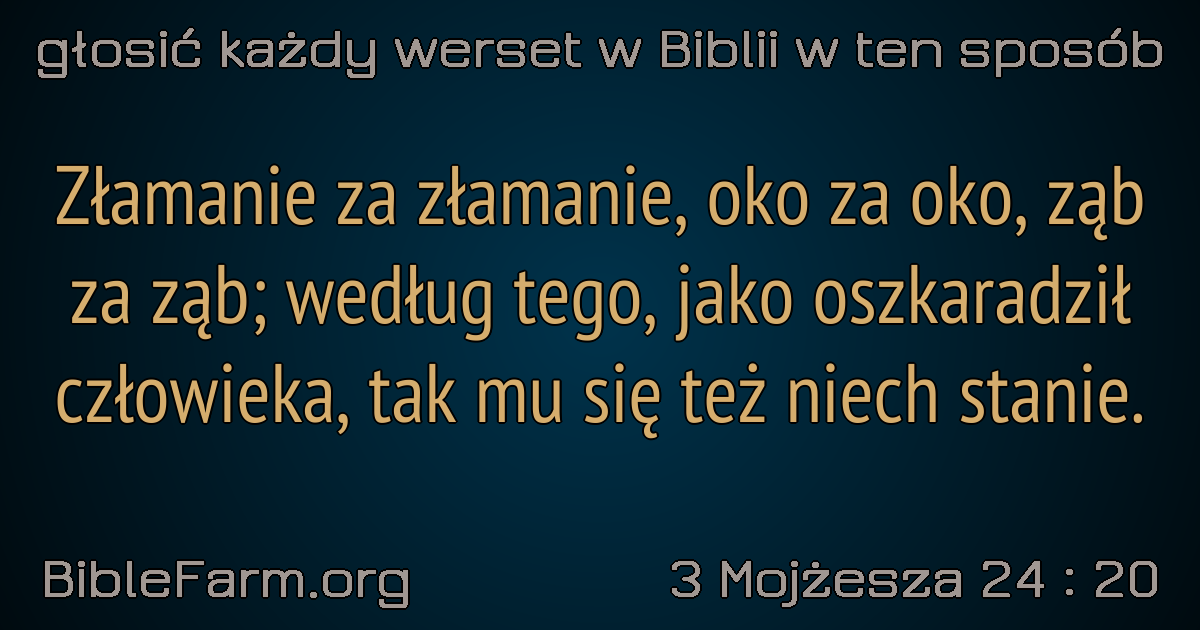 głosić każdy werset w Biblii w ten sposób
Złamanie za złamanie, oko za oko, ząb
za ząb; według tego, jako oszkaradził
człowieka, tak mu się też niech stanie.
BibleFarm.org
3 Mojżesza 24 : 20